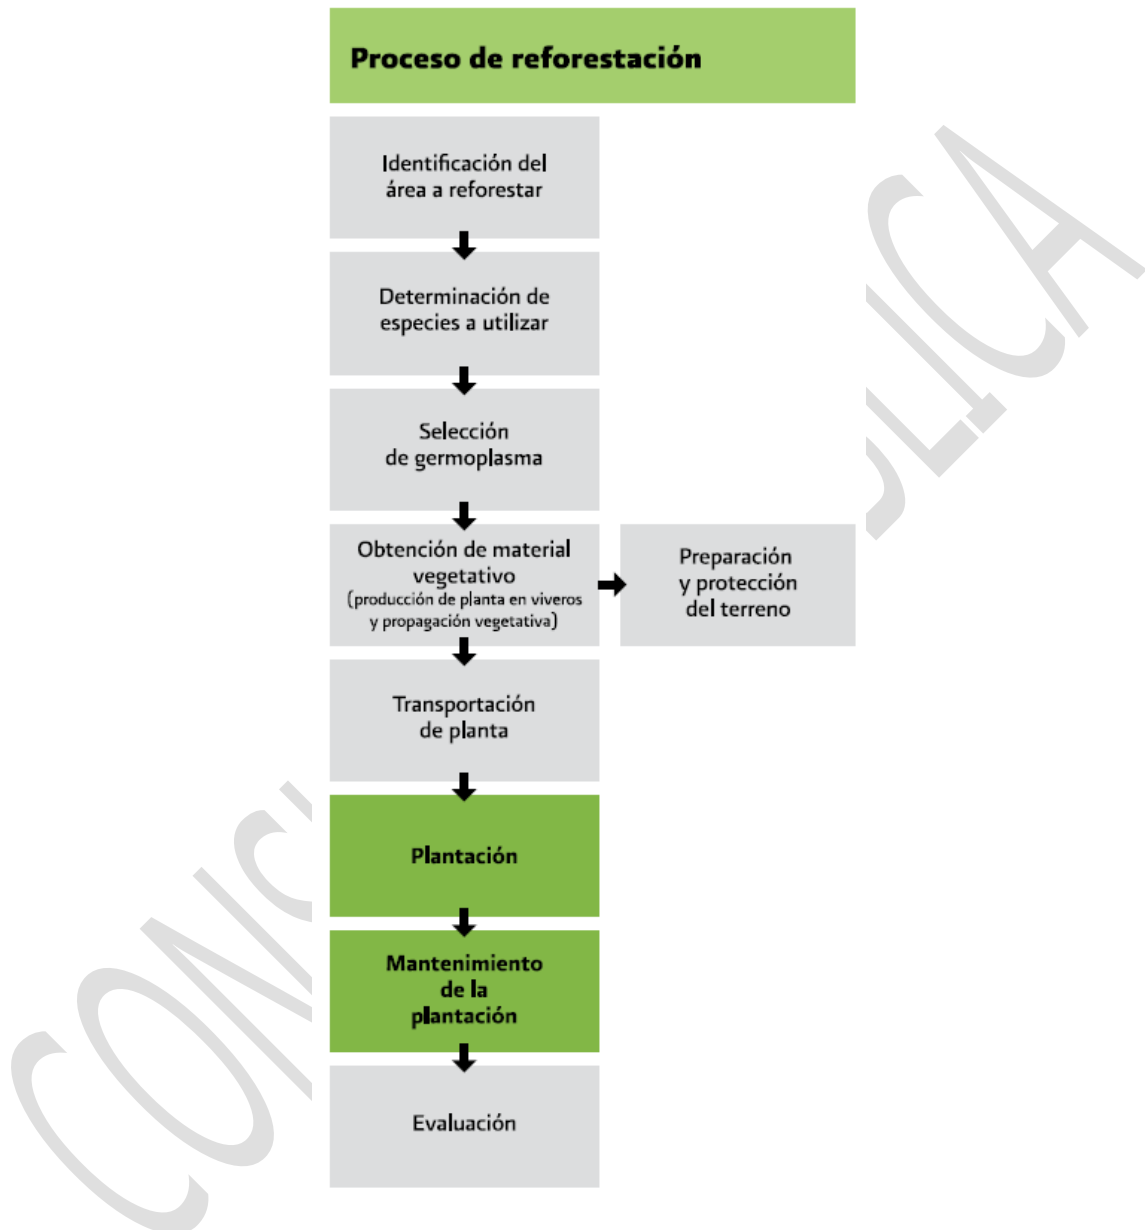 Proceso de reforestación
Identificación del
área a reforestar
Determinación de
especies a utilizar
Selección
de germoplasma
Obtención de material
vegetativo
(producción de planta en viveros
y propagación vegetativa)
Preparación
y protección
del terreno
Transportación
de planta
Plantación
Mantenimiento
de la
plantación
Evaluación